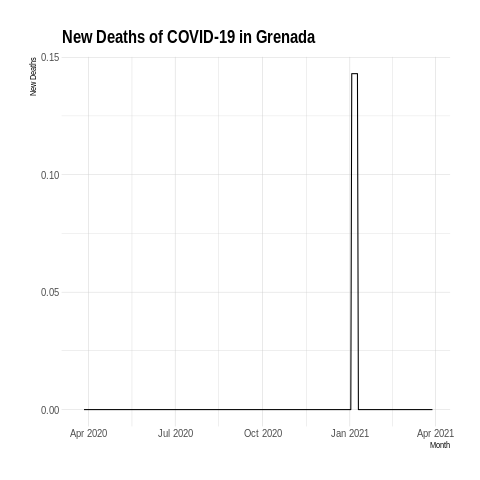 New Deaths of COVID-19 in Grenada
New Deaths
0.15
0.10
0.05
0.00
Apr 2020 Jul 2020 Oct 2020 Jan 2021 Apr 2021
Month